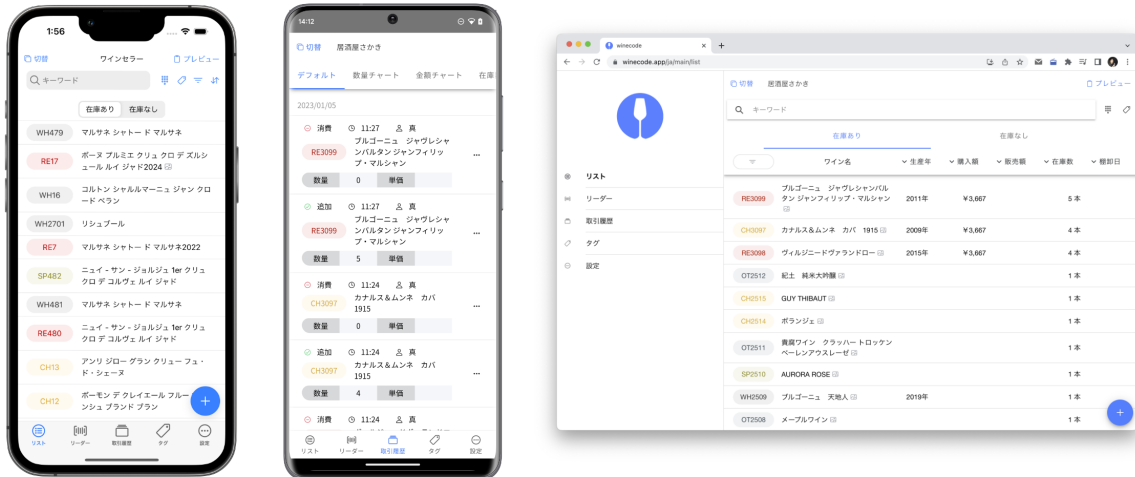 1:56
切替
ワインセラー
プレビュー
キーワード
在庫あり
在庫なし
WH479
マルサネ シャトー ド マルサネ
RE17
ボーヌ プルミエ クリュ クロ デ ズルシ
ュール ルイ ジャド2024
WH16
コルトン シャルルマーニュ ジャン クロ
ード ベラン
WH2701
リシュブール
RE7
マルサネ シャトー ド マルサネ2022
SP482
ニュイ - サン - ジョルジュ 1er クリュ
クロ デ コルヴェ ルイ ジャド
WH481
マルサネ シャトー ド マルサネ
RE480
ニュイ - サン - ジョルジュ 1er クリュ
クロ デ コルヴェ ルイ ジャド
CH13
アンリ ジロー グラン クリュー フュ・
ド・シェーヌ
CH12
ボーモン デ クレイエール フルー
ンシュ ブランド ブラン
リスト
リーダー
取引履歴
タグ
設定
14:12
切替
居酒屋さかき
デフォルト
数量チャート
金額チャート
在庫
2023/01/05
消費
11:27
真
RE3099
ブルゴーニュ ジャヴレシャ
ンバルタン ジャンフィリッ
プ・マルシャン
数量
0
単価
追加
11:27
真
RE3099
ブルゴーニュ ジャヴレシャ
ンバルタン ジャンフィリッ
プ・マルシャン
数量
5
単価
消費
11:24
真
CH3097
カナルス＆ムンネ カバ
1915
数量
0
単価
追加
11:24
真
CH3097
カナルス＆ムンネ カバ
1915
数量
4
単価
消費
11:24
真
リスト
リーダー
取引履歴
タグ
設定
winecode
winecode.app/ja/main/list
リスト
リーダー
取引履歴
タグ
設定
切替
居酒屋さかき
プレビュー
キーワード
在庫あり
在庫なし
ワイン名
生産年
購入額
販売額
在庫数
棚卸日
RE3099
ブルゴーニュ ジャヴレシャンバル
タン ジャンフィリップ・マルシャン
2011年
¥3,667
5 本
CH3097
カナルス＆ムンネ カバ 1915
2009年
¥3,667
4 本
RE3098
ヴィルジニードヴァランドロー
2015年
¥3,667
4 本
OT2512
紀土 純米大吟醸
1 本
CH2515
GUY THIBAUT
1 本
CH2514
ボランジェ
1 本
OT2511
貴腐ワイン クラッハー トロッケン
ベーレンアウスレーゼ
1 本
SP2510
AURORA ROSE
1 本
WH2509
ブルゴーニュ 天地人
2019年
1 本
OT2508
メープルワイン
1 本